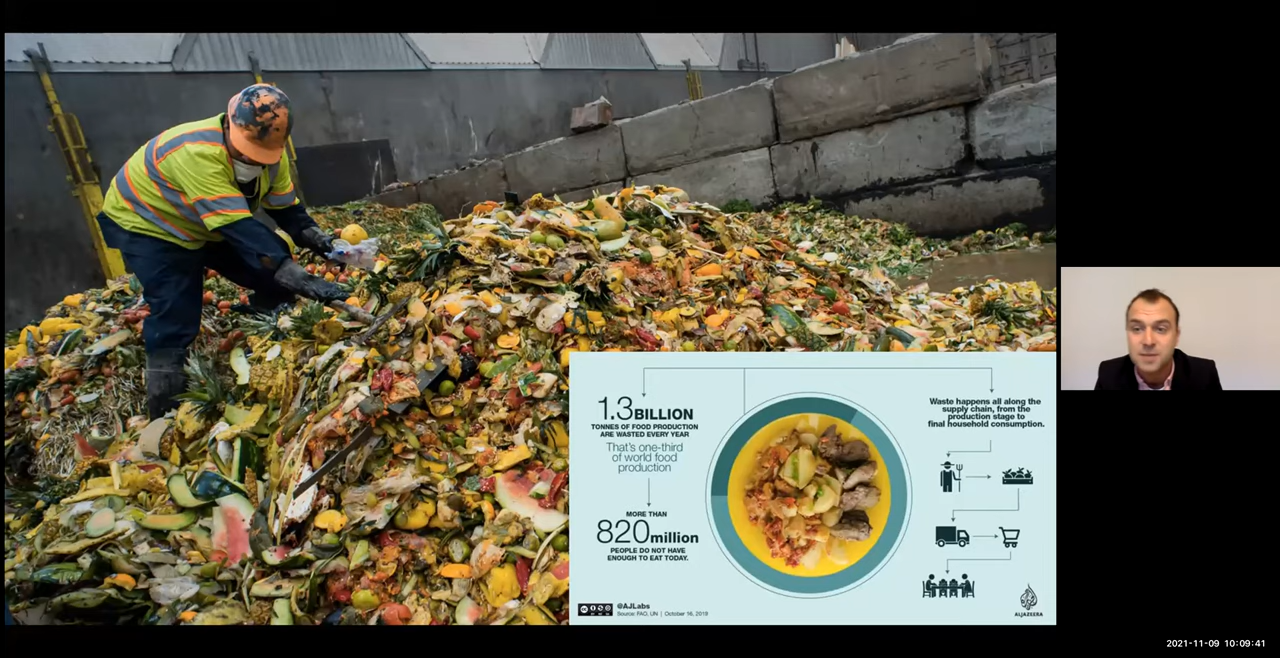 1.3BILLION
TONNES OF FOOD PRODUCTION
ARE WASTED EVERY YEAR
That's one-third
of world food
production
MORE THAN
820million
PEOPLE DO NOT HAVE
ENOUGH TO EAT TODAY.
Waste happens all along the
supply chain, from the
production stage to
final household consumption.
@AJLabs
Source: FAO, UN | October 16, 2019
ALJAZEERA
2021-11-09 10:09:41